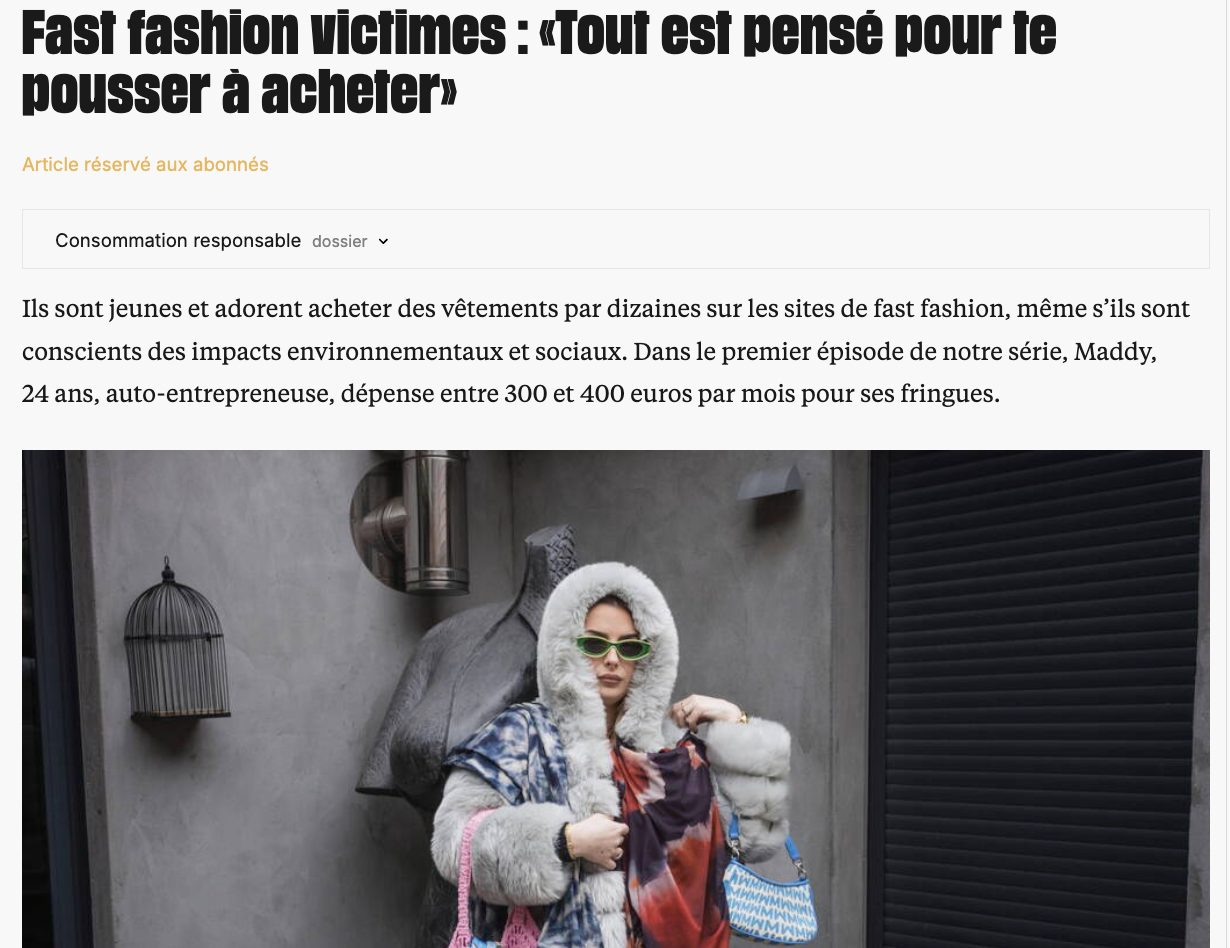 Fast fashion victimes : «Tout est pensé pour te
pousser à acheter»
Article réservé aux abonnés
Consommation responsable dossier
Ils sont jeunes et adorent acheter des vêtements par dizaines sur les sites de fast fashion, même s’ils sont
conscients des impacts environnementaux et sociaux. Dans le premier épisode de notre série, Maddy,
24 ans, auto-entrepreneuse, dépense entre 300 et 400 euros par mois pour ses fringues.